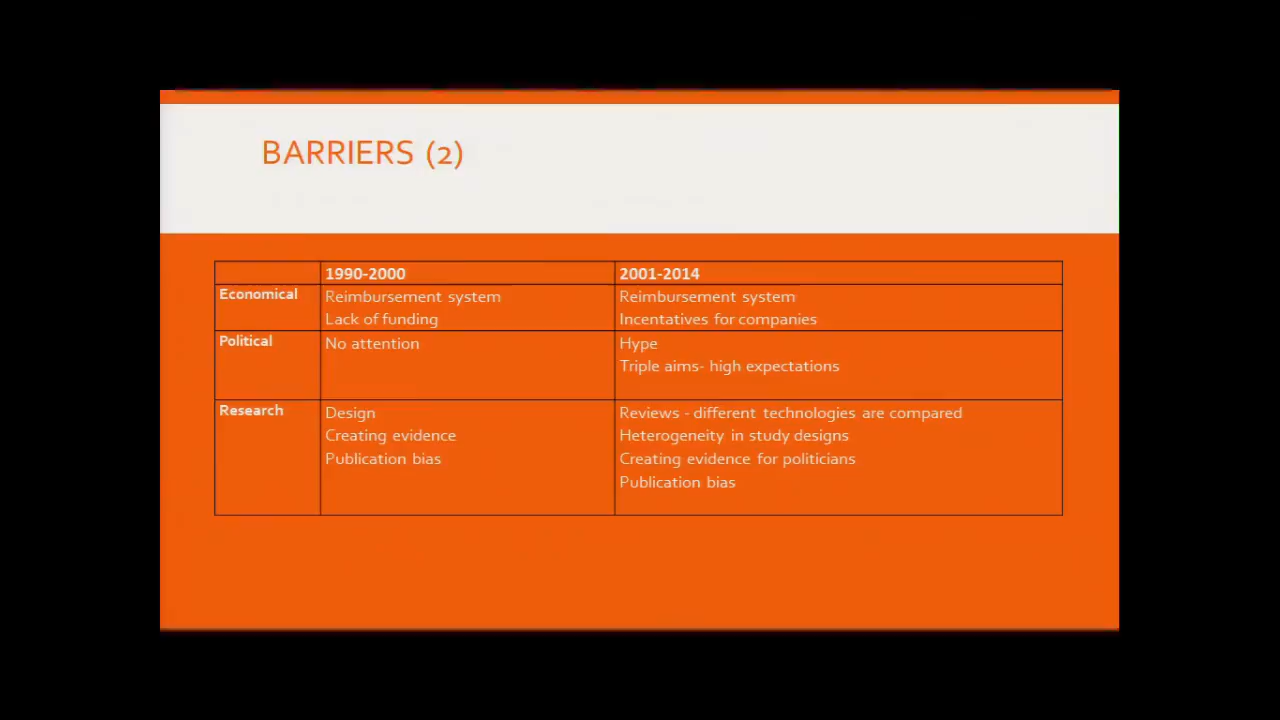 BARRIERS (2)
1990-2000 2001-2014
Economical Reimbursement system Reimbursement system
Lack of funding Incentatives for companies
Political No attention Hype
Triple aims- high expectations
Research Design Reviews - different technologies are compared
Creating evidence Heterogeneity in study designs
Publication bias Creating evidence for politicians
Publication bias